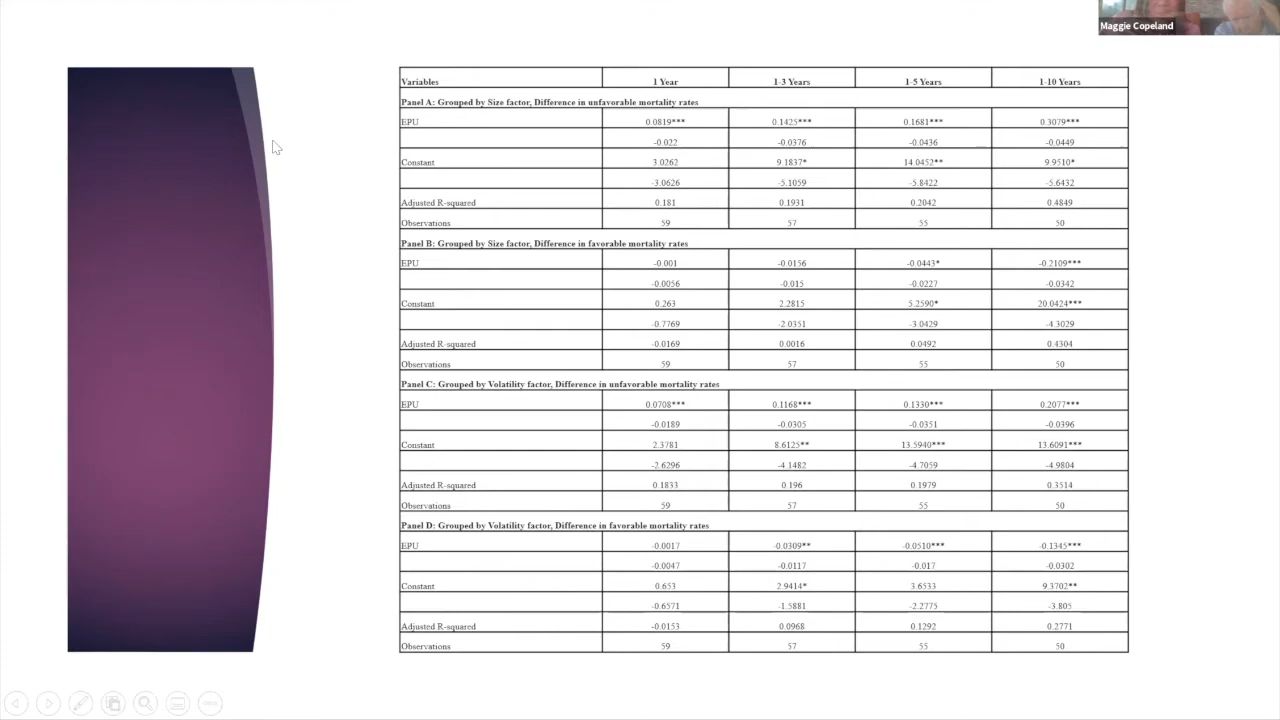 Maggie Copeland
Variables 1 Year 1-3 Years 1-5 Years 1-10 Years
Panel A: Grouped by Size factor, Difference in unfavorable mortality rates
EPU 0.0819*** 0.1425*** 0.1681*** 0.3079***
-0.022 -0.0376 -0.0436 -0.0449
Constant 3.0262 9.1837* 14.0452** 9.9510*
-3.0626 -5.1059 -5.8422 -5.6432
Adjusted R-squared 0.181 0.1931 0.2042 0.4849
Observations 59 57 55 50
Panel B: Grouped by Size factor, Difference in favorable mortality rates
EPU -0.001 -0.0156 -0.0443* -0.2109***
-0.0056 -0.015 -0.0227 -0.0342
Constant 0.263 2.2815 5.2590* 20.0424***
-0.7769 -2.0351 -3.0429 -4.3029
Adjusted R-squared -0.0169 0.0016 0.0492 0.4304
Observations 59 57 55 50
Panel C: Grouped by Volatility factor, Difference in unfavorable mortality rates
EPU 0.0708*** 0.1168*** 0.1330*** 0.2077***
-0.0189 -0.0305 -0.0351 -0.0396
Constant 2.3781 8.6125** 13.5940*** 13.6091***
-2.6296 -4.1482 -4.7059 -4.9804
Adjusted R-squared 0.1833 0.196 0.1979 0.3514
Observations 59 57 55 50
Panel D: Grouped by Volatility factor, Difference in favorable mortality rates
EPU -0.0017 -0.0309** -0.0510*** -0.1345***
-0.0047 -0.0117 -0.017 -0.0302
Constant 0.653 2.9414* 3.6533 9.3702**
-0.6571 -1.5881 -2.2775 -3.805
Adjusted R-squared -0.0153 0.0968 0.1292 0.2771
Observations 59 57 55 50